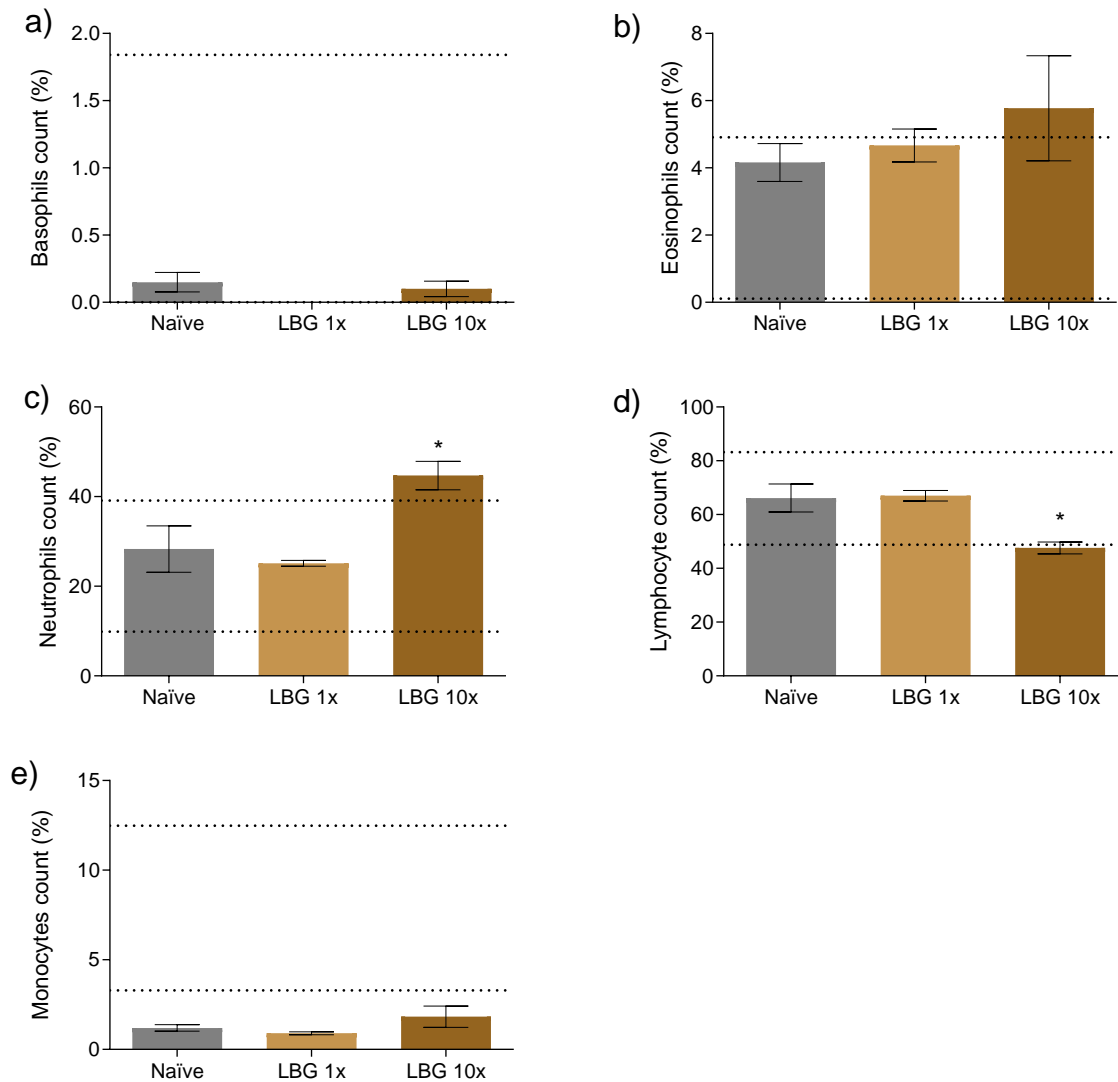 a)
Basophils count (%)
2.0
1.5
1.0
0.5
0.0
Naïve
LBG 1x
LBG 10x
b)
Eosinophils count (%)
8
6
4
2
0
Naïve
LBG 1x
LBG 10x
c)
Neutrophils count (%)
60
40
20
0
*
Naïve
LBG 1x
LBG 10x
d)
Lymphocyte count (%)
100
80
60
40
20
0
*
Naïve
LBG 1x
LBG 10x
e)
Monocytes count (%)
15
10
5
0
Naïve
LBG 1x
LBG 10x